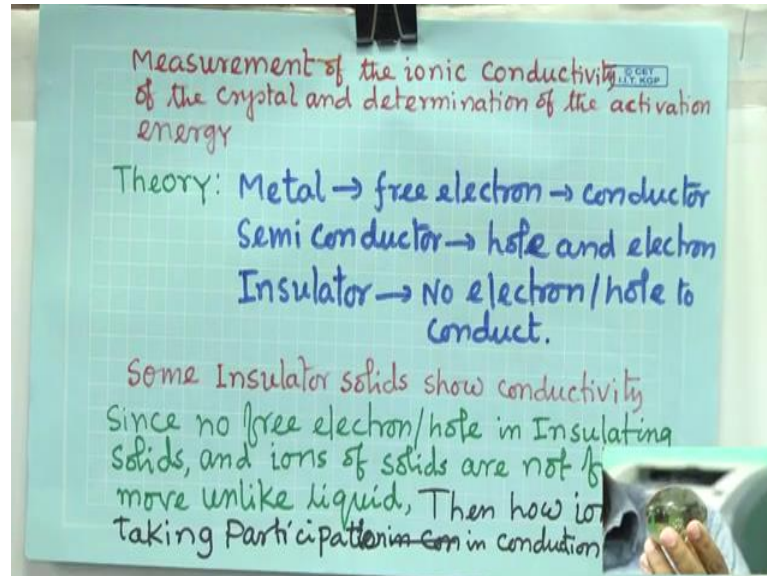 Measurement of the ionic conductivity
© CET
I.I.T. KGP
of the crystal and determination of the activation
energy
Theory: Metal → free electron → conductor
Semi conductor → hole and electron
Insulator → No electron/hole to
conduct.
Some Insulator solids show conductivity
Since no free electron/hole in Insulating
solids, and ions of solids are not
move unlike liquid, Then how
taking Participation in conduction